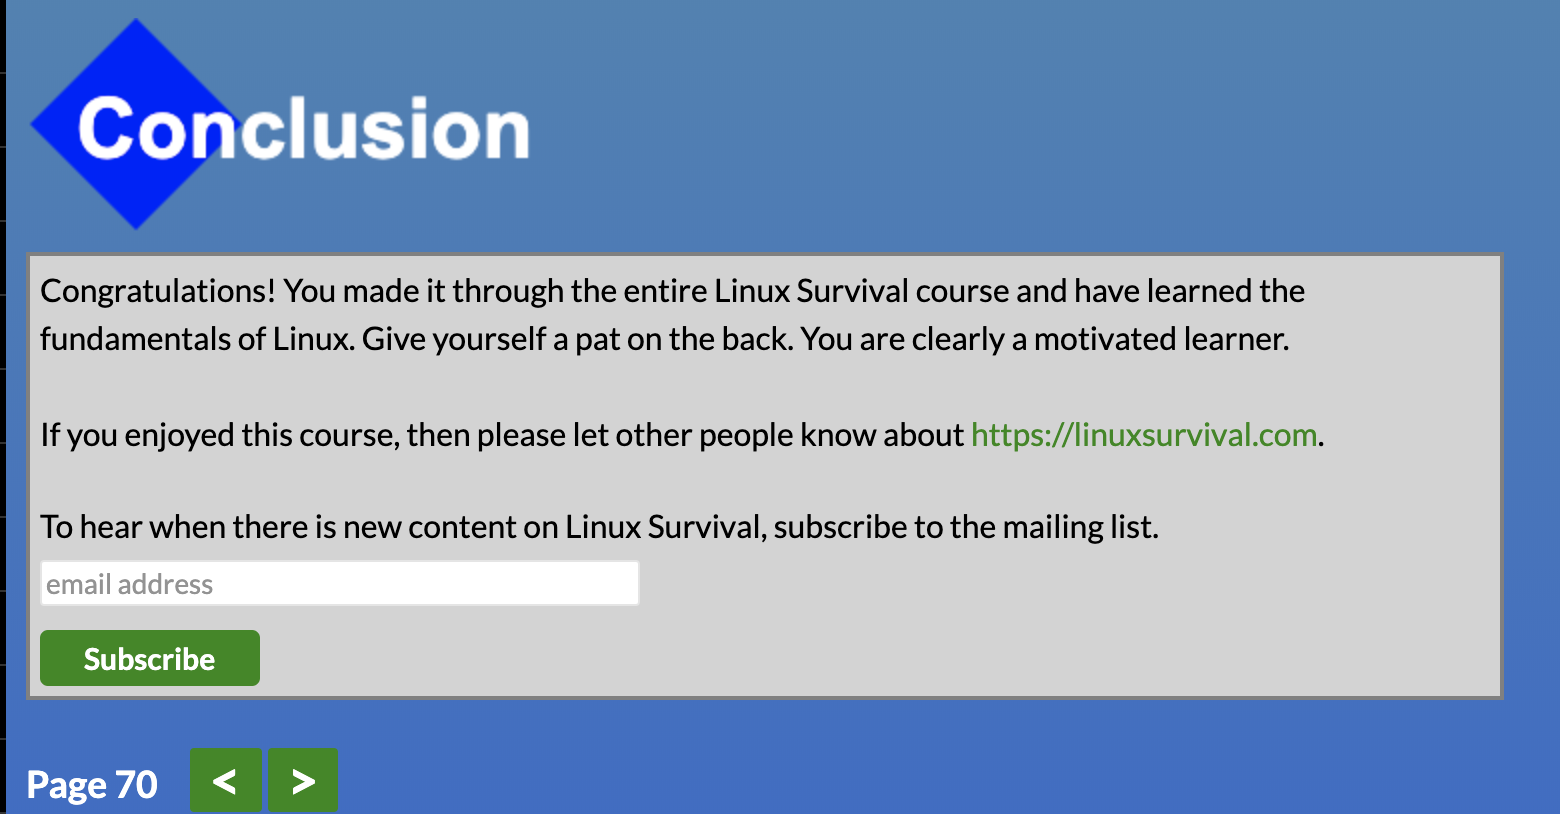 Conclusion
Congratulations! You made it through the entire Linux Survival course and have learned the
fundamentals of Linux. Give yourself a pat on the back. You are clearly a motivated learner.
If you enjoyed this course, then please let other people know about https://linuxsurvival.com.
To hear when there is new content on Linux Survival, subscribe to the mailing list.
email address
Subscribe
Page 70 < >